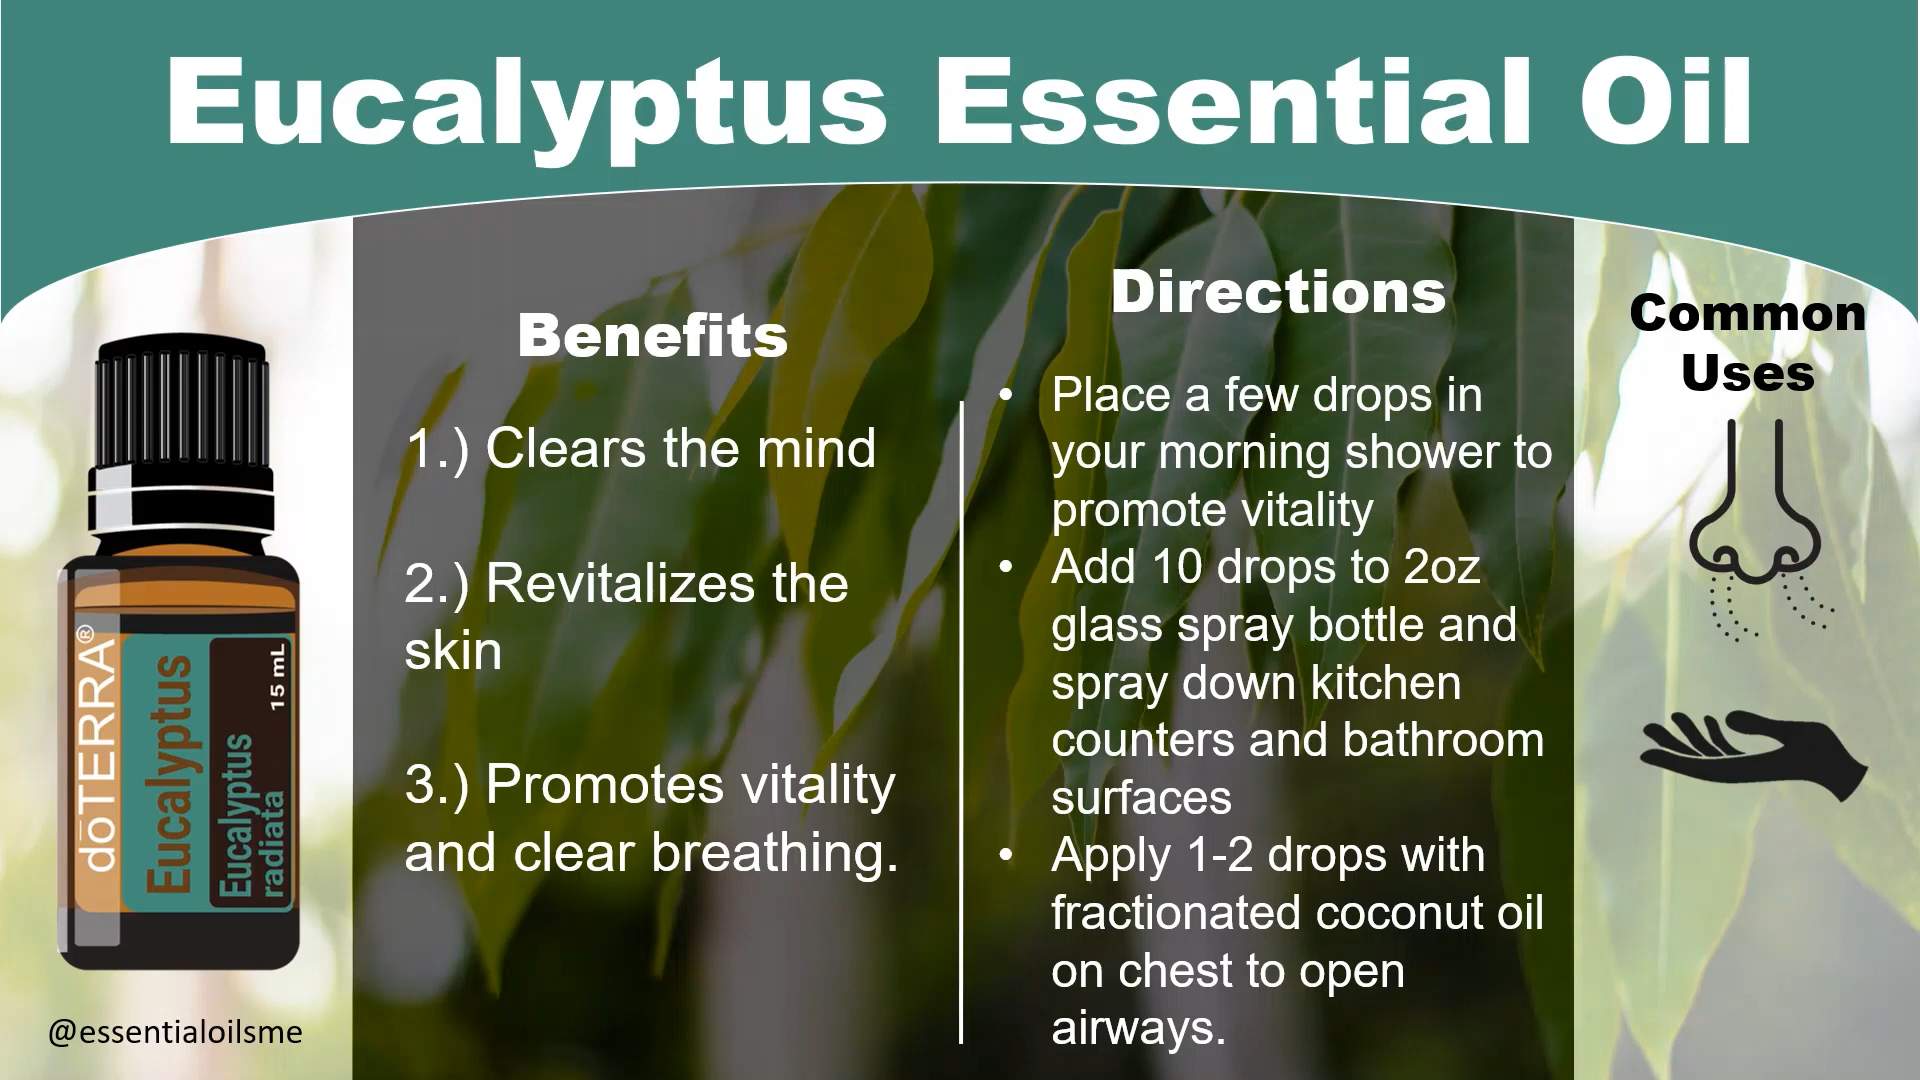 Eucalyptus Essential Oil
Benefits
1.) Clears the mind
2.) Revitalizes the
skin
3.) Promotes vitality
and clear breathing.
Directions
• Place a few drops in
your morning shower to
promote vitality
• Add 10 drops to 2oz
glass spray bottle and
spray down kitchen
counters and bathroom
surfaces
• Apply 1-2 drops with
fractionated coconut oil
on chest to open
airways.
Common
Uses
dōTERRA®
Eucalyptus
Eucalyptus
radiata
15 mL
@essentialoilsme